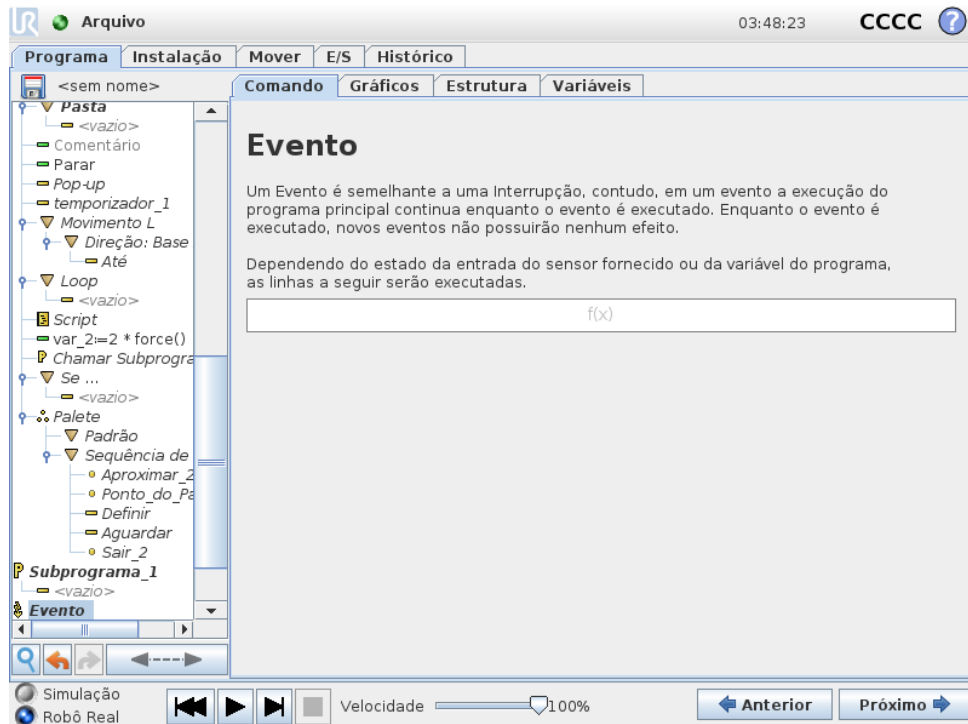 UR Arquivo 03:48:23 CCCC ?
Programa Instalação Mover E/S Histórico
<sem nome>
Comando Gráficos Estrutura Variáveis
Pasta
<vazio>
Comentário
Parar
Pop-up
temporizador_1
Movimento L
Direção: Base
Até
Loop
<vazio>
Script
var_2:=2 * force()
Chamar Subprogra
Se ...
<vazio>
Palete
Padrão
Sequência de
Aproximar_2
Ponto_do_Pa
Definir
Aguardar
Sair_2
Subprograma_1
<vazio>
Evento
Evento
Um Evento é semelhante a uma Interrupção, contudo, em um evento a execução do
programa principal continua enquanto o evento é executado. Enquanto o evento é
executado, novos eventos não possuirão nenhum efeito.
Dependendo do estado da entrada do sensor fornecido ou da variável do programa,
as linhas a seguir serão executadas.
f(x)
Simulação
Robô Real
Velocidade 100%
Anterior Próximo